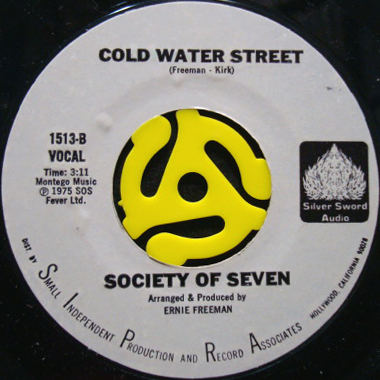 COLD WATER STREET
(Freeman - Kirk)
1513-B
VOCAL
Time: 3:11
Montego Music
Ⓟ 1975 SOS
Fever Ltd.
Silver Sword
Audio
SOCIETY OF SEVEN
Arranged & Produced by
ERNIE FREEMAN
DIST. BY SMALL INDEPENDENT PRODUCTION AND RECORD ASSOCIATES HOLLYWOOD, CALIFORNIA 90028